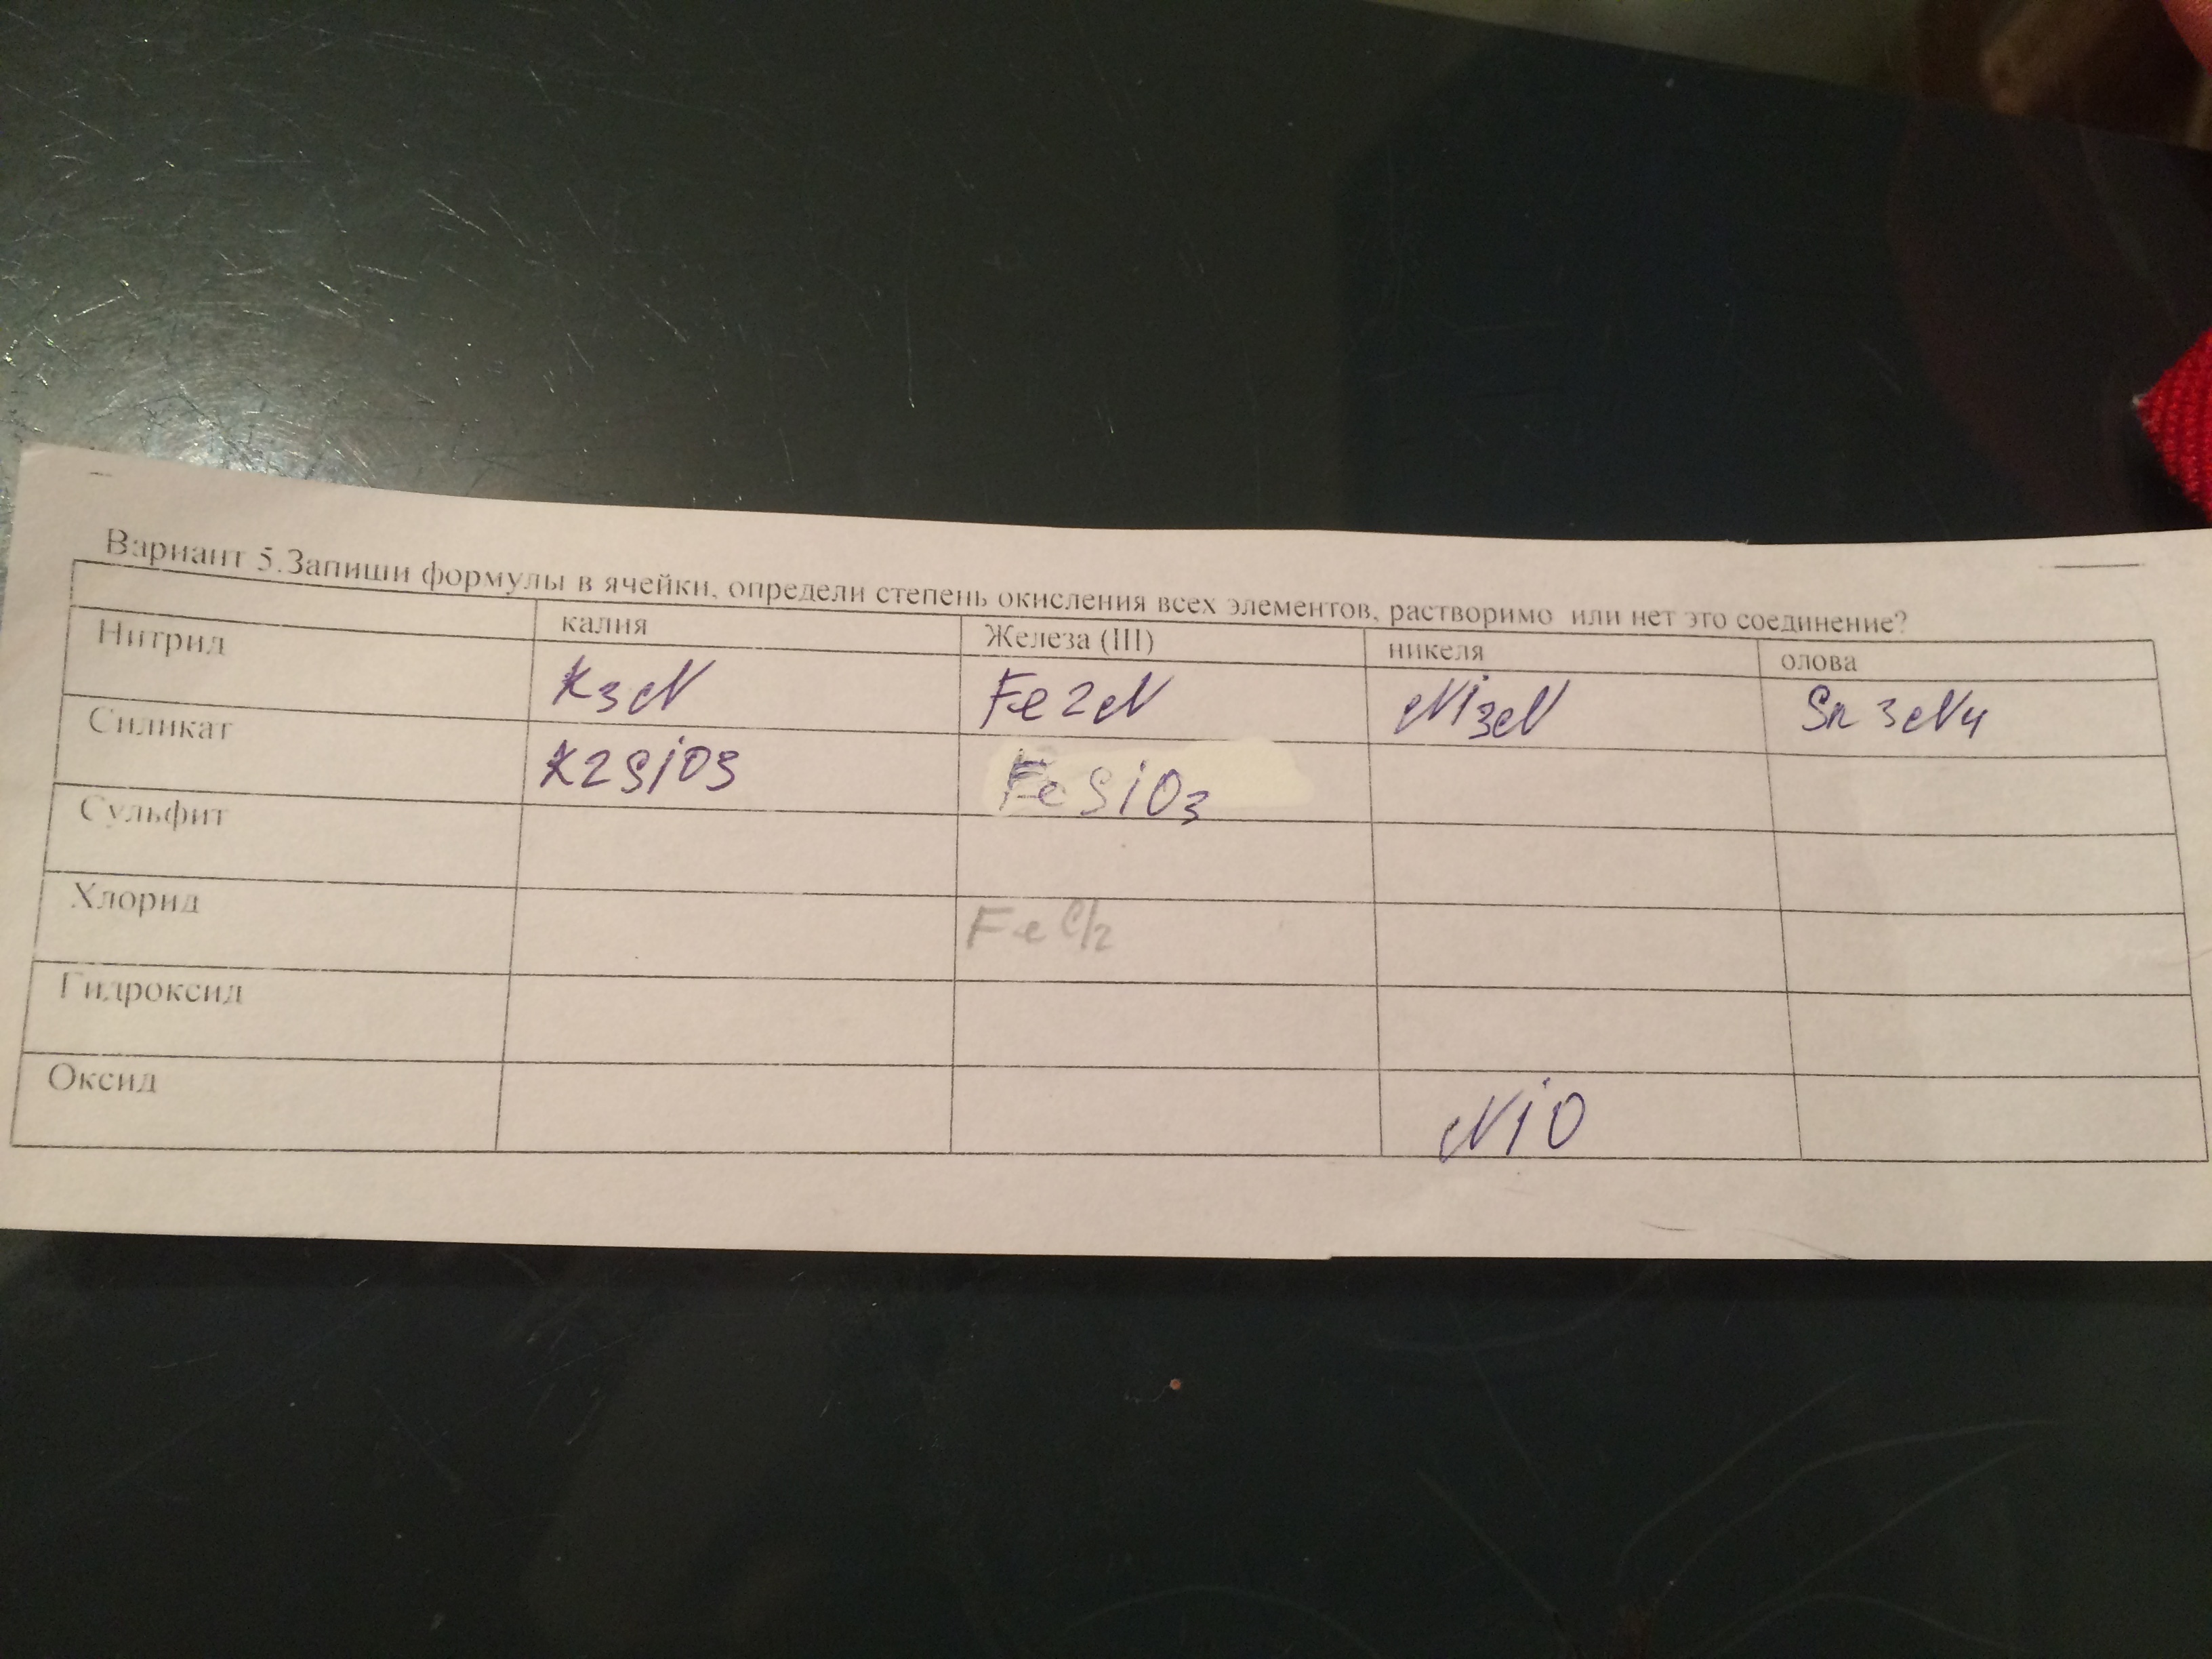 Вариант 5.Запиши формулы в ячейки, определи степень окисления всех элементов, растворимо или нет это соединение?
калия Железа (III) никеля олова
Нитрид K3N Fe2N Ni3N Sn3N4
Силикат K2SiO3 FeSiO3
Сульфит
Хлорид FeCl2
Гидроксид
Оксид NiO